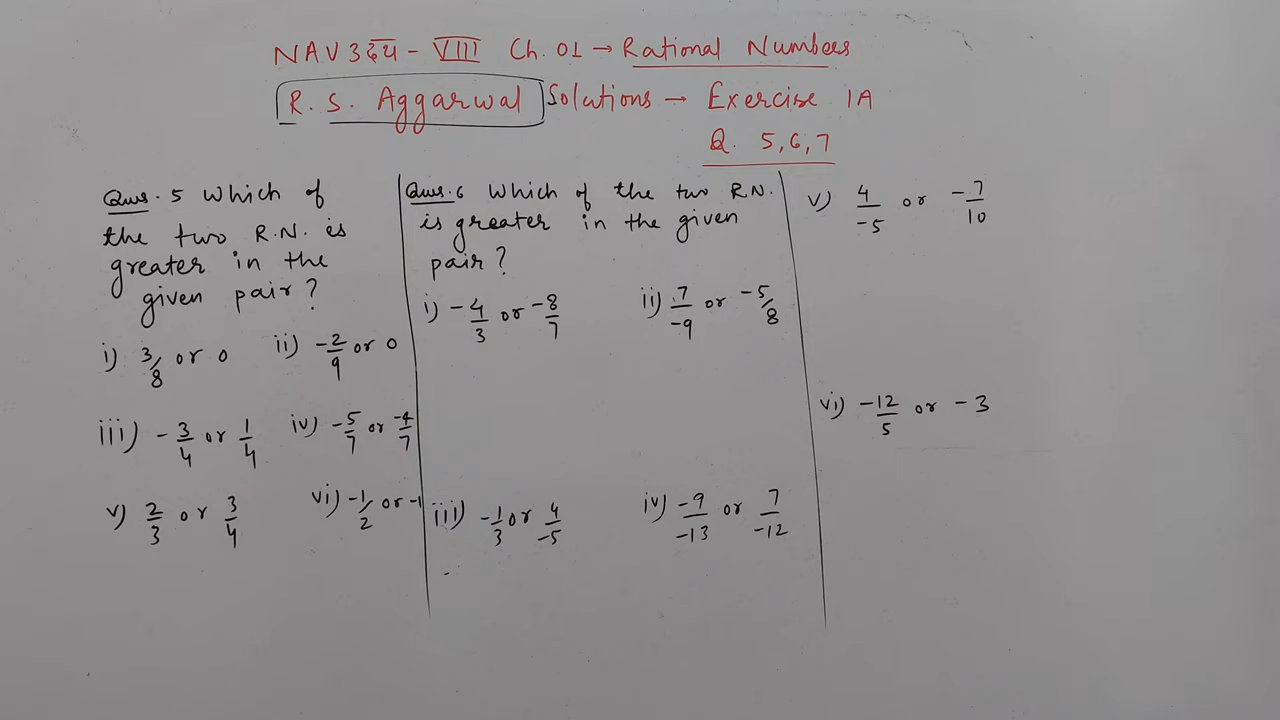 NAV उदय - VIII Ch. 01 → Rational Numbers
R. S. Aggarwal Solutions → Exercise 1A
Q. 5,6,7
Ques. 5 Which of
the two R.N. is
greater in the
given pair?
i) 3/8 or 0 ii) -2/9 or 0
iii) -3/4 or 1/4 iv) -5/7 or -4/7
v) 2/3 or 3/4 vi) -1/2 or -1
Ques. 6 Which of the two R.N.
is greater in the given
pair?
i) -4/3 or -8/7 ii) 7/-9 or -5/8
iii) -1/3 or 4/-5 iv) -9/-13 or 7/-12
v) 4/-5 or -7/10
vi) -12/5 or -3